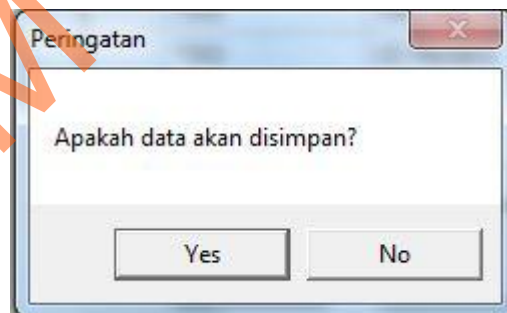 Peringatan
Apakah data akan disimpan?
Yes
No